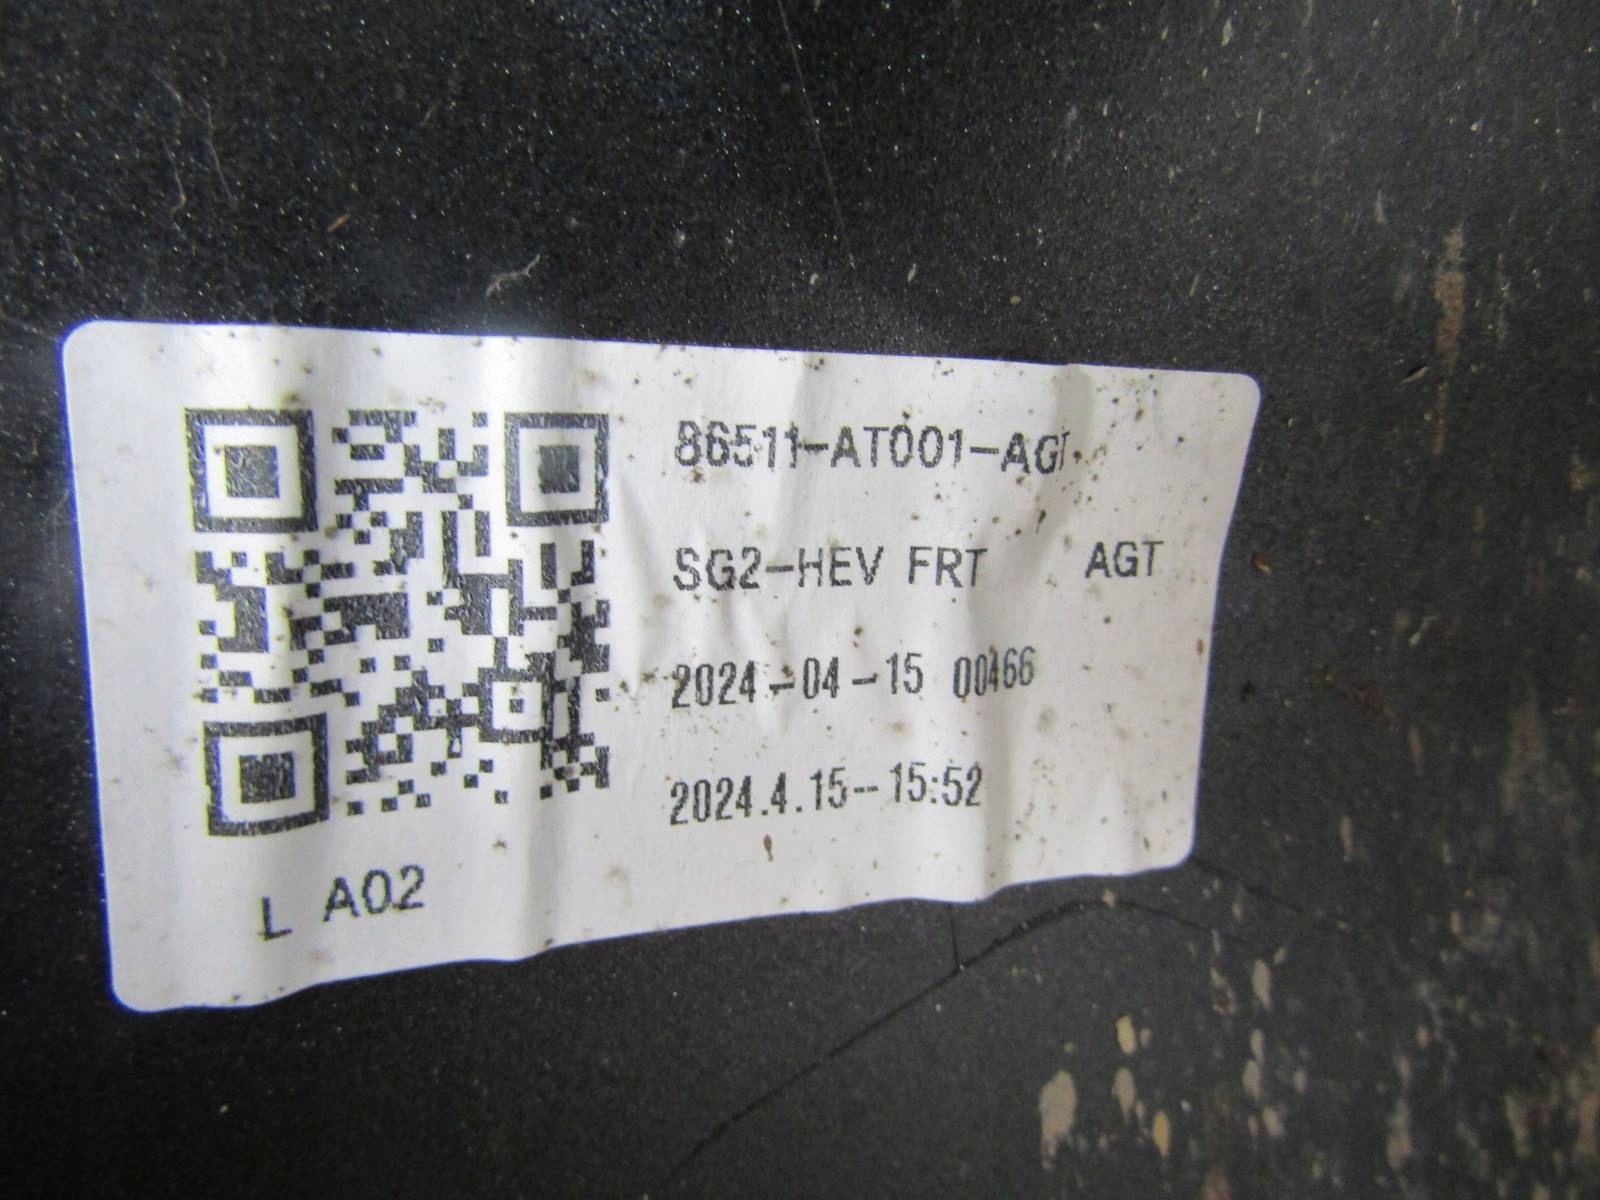 86511-AT001-AGT
SG2-HEV FRT AGT
2024-04-15 00466
2024.4.15--15:52
L A02